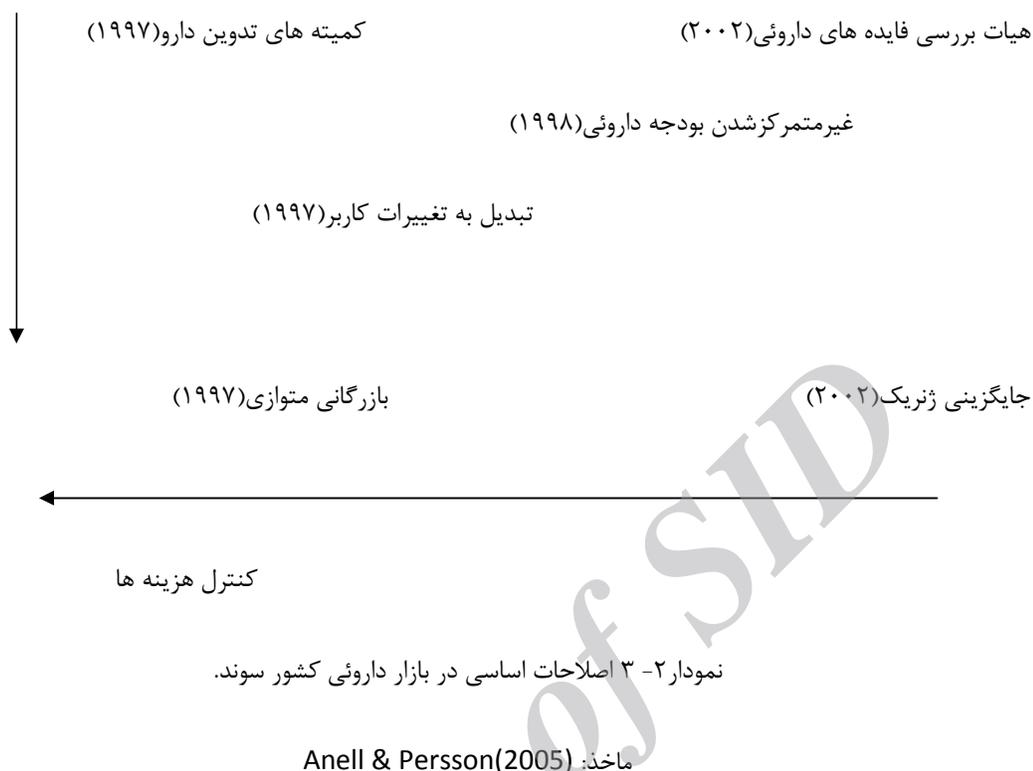 هیات بررسی فایده های داروئی(۲۰۰۲) کمیته های تدوین دارو(۱۹۹۷)
غیرمتمرکزشدن بودجه داروئی(۱۹۹۸)
تبدیل به تغییرات کاربر(۱۹۹۷)
جایگزینی ژنریک(۲۰۰۲) بازرگانی متوازی(۱۹۹۷)
کنترل هزینه ها
نمودار۲- ۳ اصلاحات اساسی در بازار داروئی کشور سوند.
ماخذ: Anell & Persson(2005)
of SID